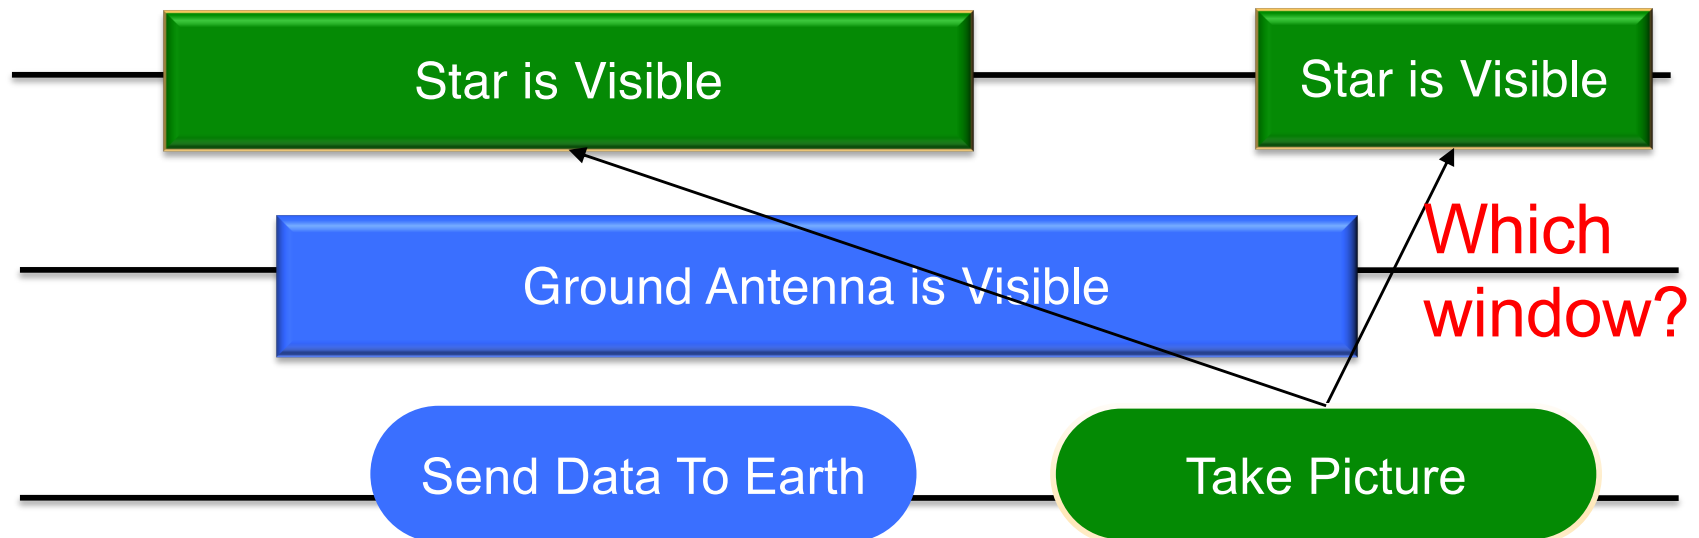 Star is Visible
Star is Visible
Ground Antenna is Visible
Which
window?
Send Data To Earth
Take Picture